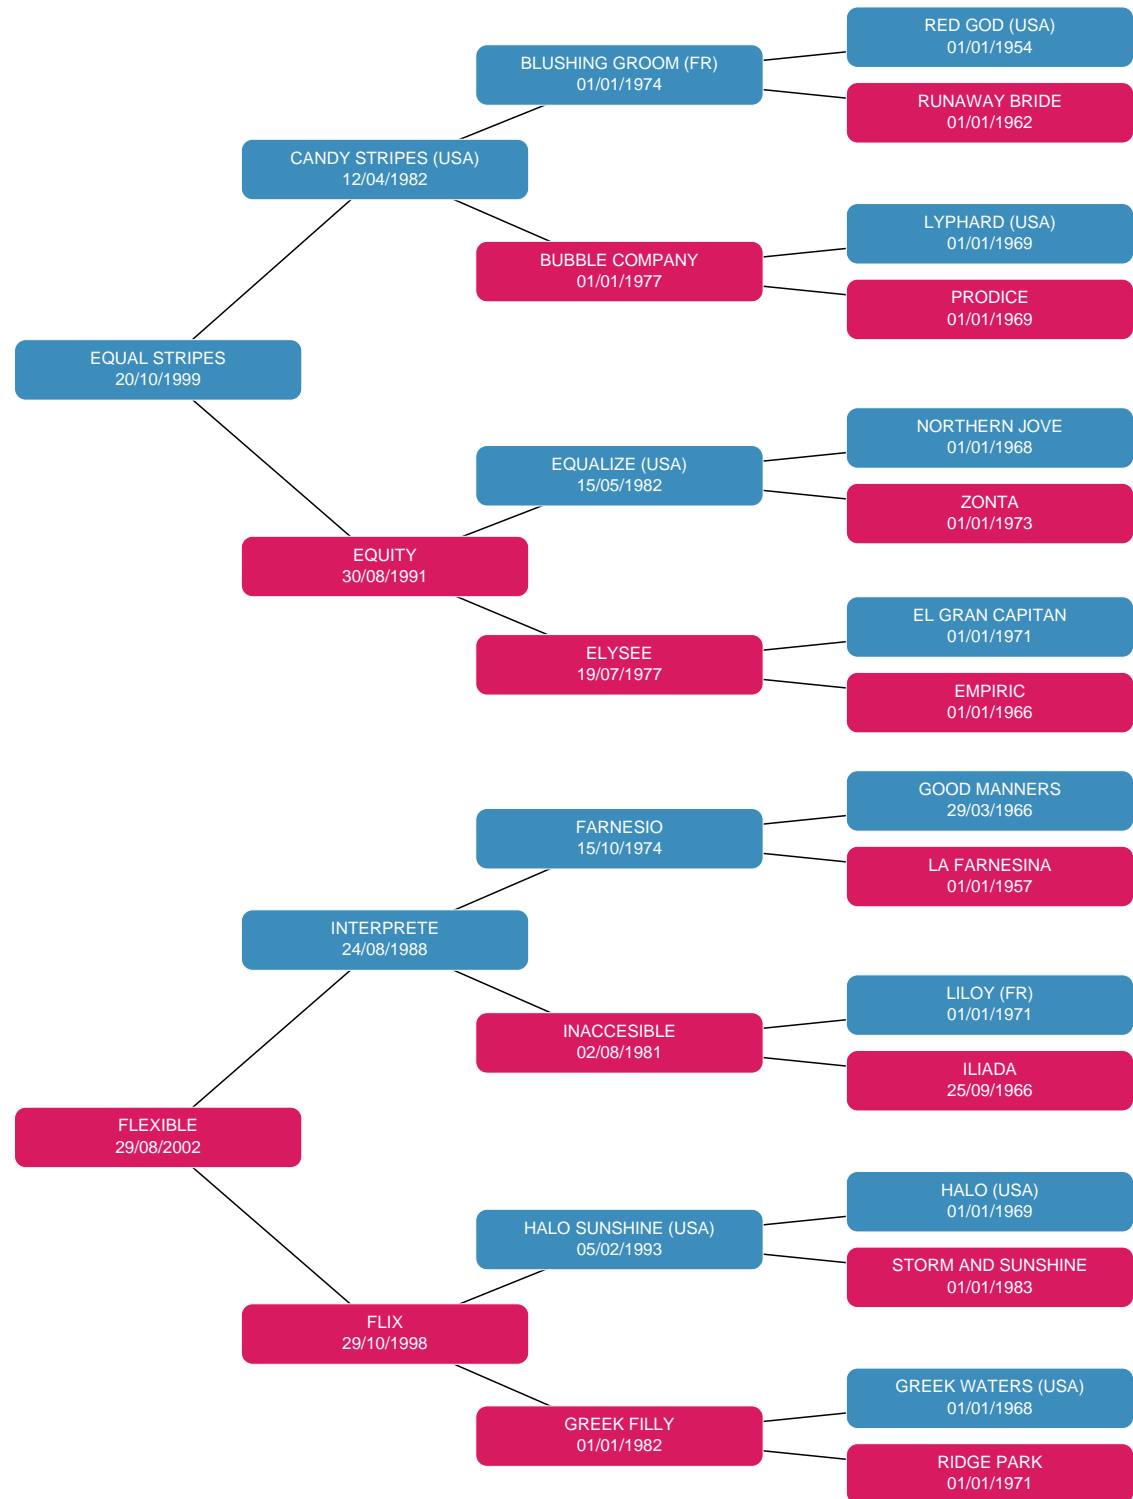 RED GOD (USA)
01/01/1954
BLUSHING GROOM (FR)
01/01/1974
RUNAWAY BRIDE
01/01/1962
CANDY STRIPES (USA)
12/04/1982
LYPHARD (USA)
01/01/1969
BUBBLE COMPANY
01/01/1977
PRODICE
01/01/1969
EQUAL STRIPES
20/10/1999
NORTHERN JOVE
01/01/1968
EQUALIZE (USA)
15/05/1982
ZONTA
01/01/1973
EQUITY
30/08/1991
EL GRAN CAPITAN
01/01/1971
ELYSEE
19/07/1977
EMPIRIC
01/01/1966
GOOD MANNERS
29/03/1966
FARNESIO
15/10/1974
LA FARNESINA
01/01/1957
INTERPRETE
24/08/1988
LILOY (FR)
01/01/1971
INACCESIBLE
02/08/1981
ILIADA
25/09/1966
FLEXIBLE
29/08/2002
HALO (USA)
01/01/1969
HALO SUNSHINE (USA)
05/02/1993
STORM AND SUNSHINE
01/01/1983
FLIX
29/10/1998
GREEK WATERS (USA)
01/01/1968
GREEK FILLY
01/01/1982
RIDGE PARK
01/01/1971